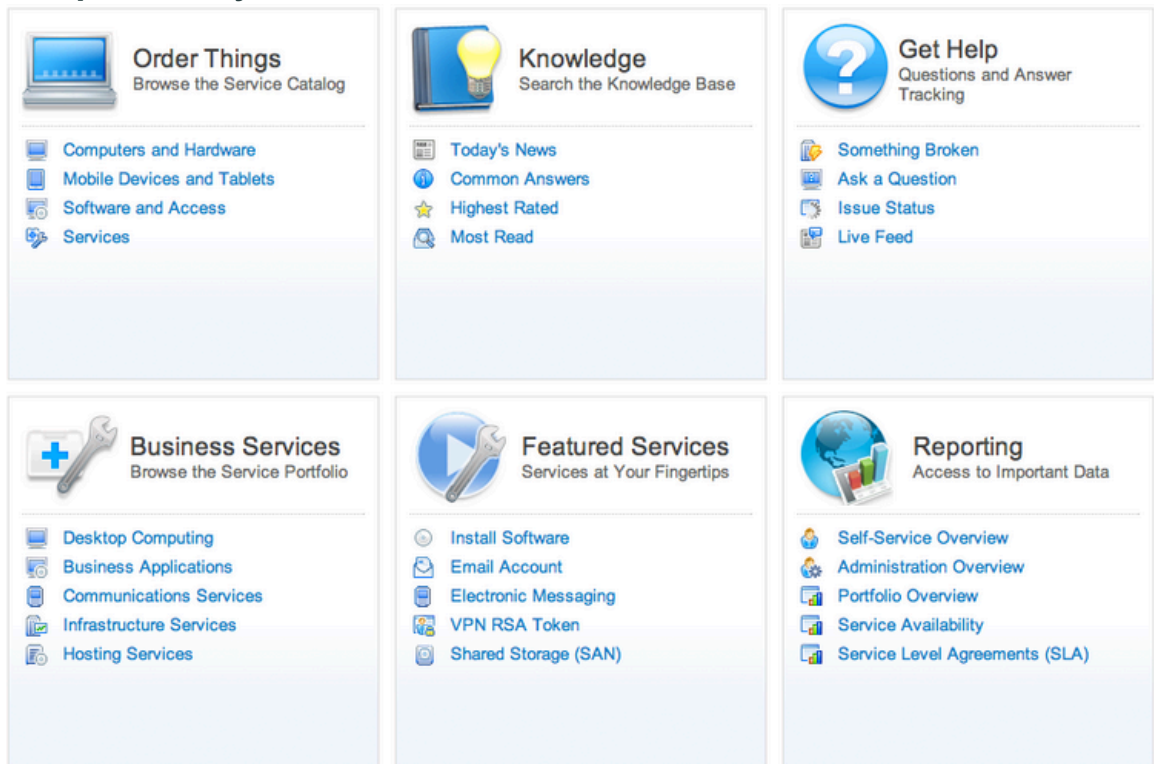 Order Things
Browse the Service Catalog
Computers and Hardware
Mobile Devices and Tablets
Software and Access
Services
Knowledge
Search the Knowledge Base
Today's News
Common Answers
Highest Rated
Most Read
Get Help
Questions and Answer
Tracking
Something Broken
Ask a Question
Issue Status
Live Feed
Business Services
Browse the Service Portfolio
Desktop Computing
Business Applications
Communications Services
Infrastructure Services
Hosting Services
Featured Services
Services at Your Fingertips
Install Software
Email Account
Electronic Messaging
VPN RSA Token
Shared Storage (SAN)
Reporting
Access to Important Data
Self-Service Overview
Administration Overview
Portfolio Overview
Service Availability
Service Level Agreements (SLA)